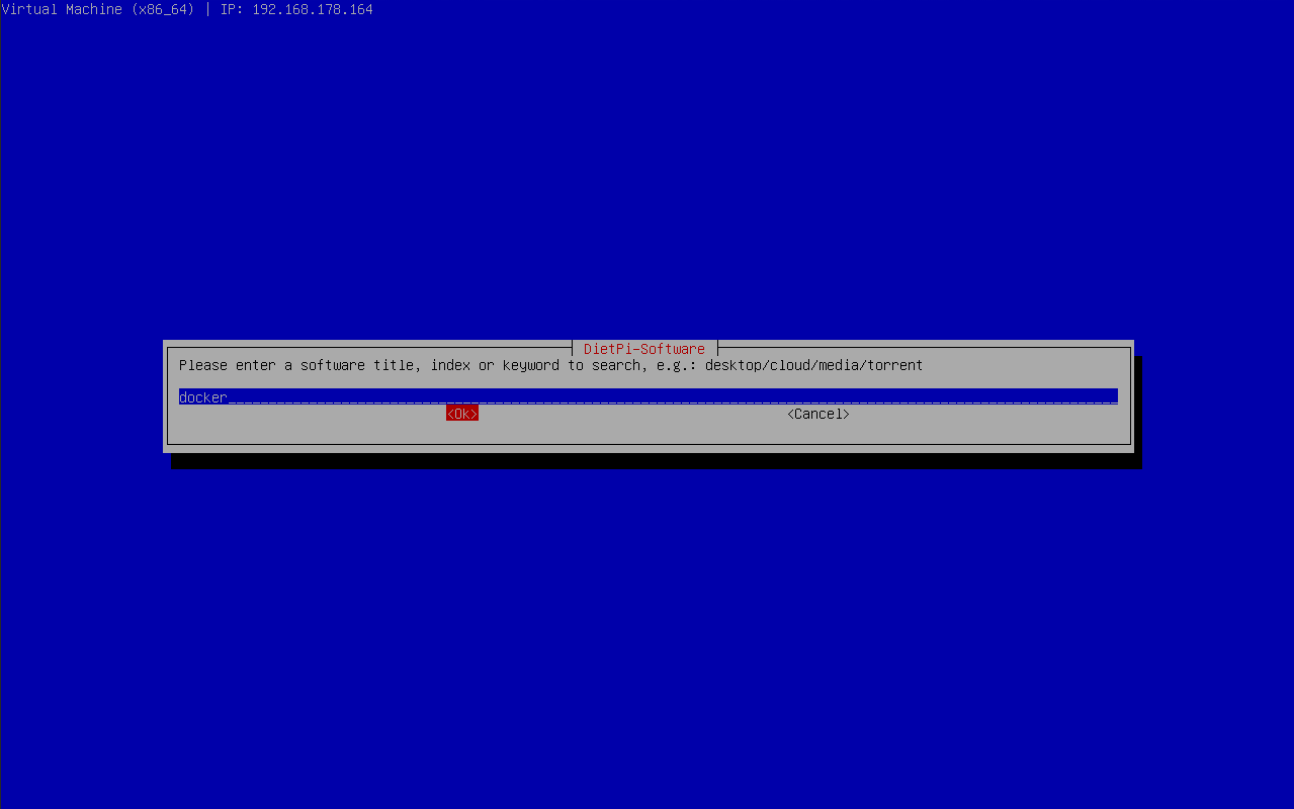 Virtual Machine (x86_64) | IP: 192.168.178.164
DietPi-Software
Please enter a software title, index or keyword to search, e.g.: desktop/cloud/media/torrent
docker
<Ok> <Cancel>